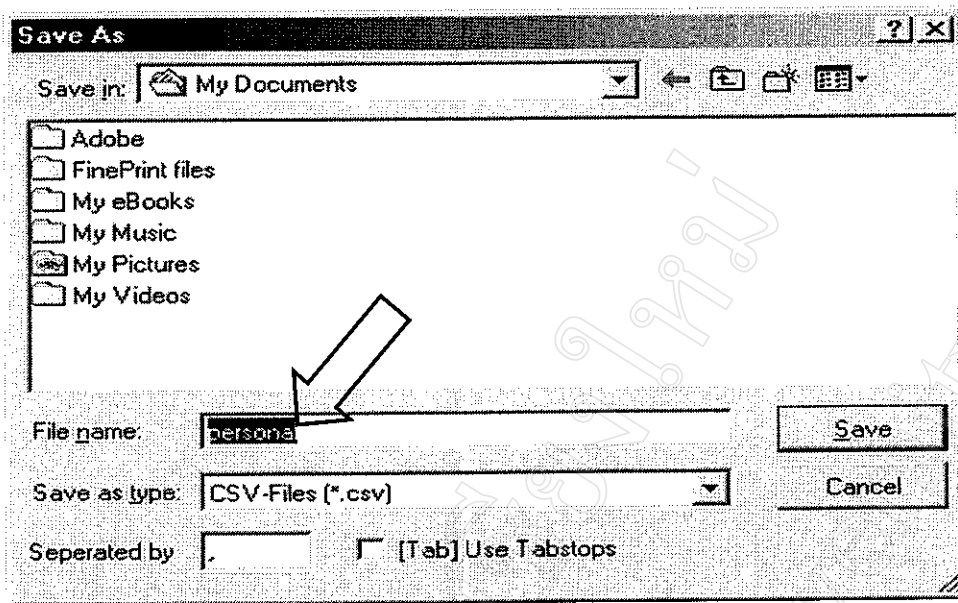 Save As
Save in: My Documents
Adobe
FinePrint files
My eBooks
My Music
My Pictures
My Videos
File name: persona
Save
Save as type: CSV-Files (*.csv)
Cancel
Seperated by , [Tab] Use Tabstops